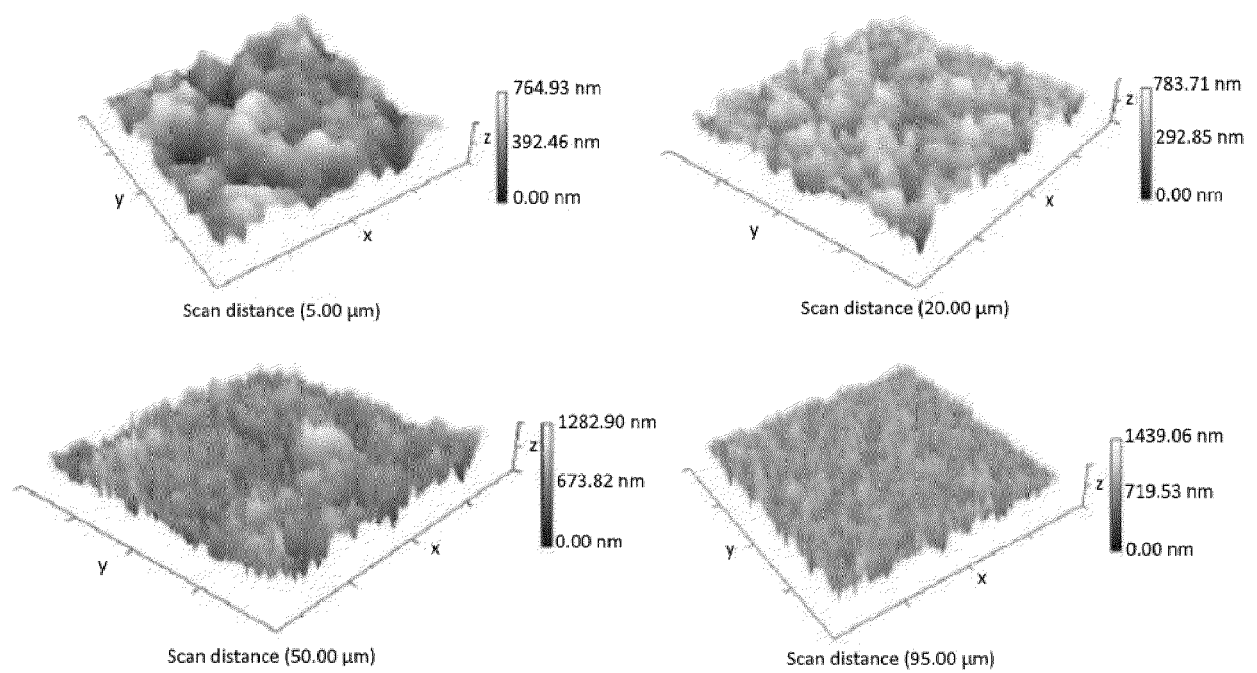 764.93 nm
z
392.46 nm
0.00 nm
y
x
Scan distance (5.00 µm)
783.71 nm
z
292.85 nm
0.00 nm
x
y
Scan distance (20.00 µm)
1282.90 nm
z
673.82 nm
0.00 nm
x
y
Scan distance (50.00 µm)
1439.06 nm
z
719.53 nm
0.00 nm
y
x
Scan distance (95.00 µm)